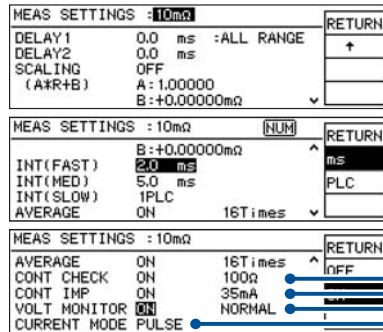 MEAS SETTINGS :10mΩ
RETURN
DELAY1 0.0 ms :ALL RANGE
DELAY2 0.0 ms
SCALING OFF
(A*R+B) A:1.00000
B:+0.00000mΩ
MEAS SETTINGS :10mΩ NUM
RETURN
B:+0.00000mΩ
INT(FAST) 2.0 ms
ms
INT(MED) 5.0 ms
PLC
INT(SLOW) 1PLC
AVERAGE ON 16Times
MEAS SETTINGS :10mΩ
RETURN
AVERAGE ON 16Times
OFF
CONT CHECK ON 100Ω
CONT IMP ON 35mA
VOLT MONITOR ON NORMAL
CURRENT MODE PULSE